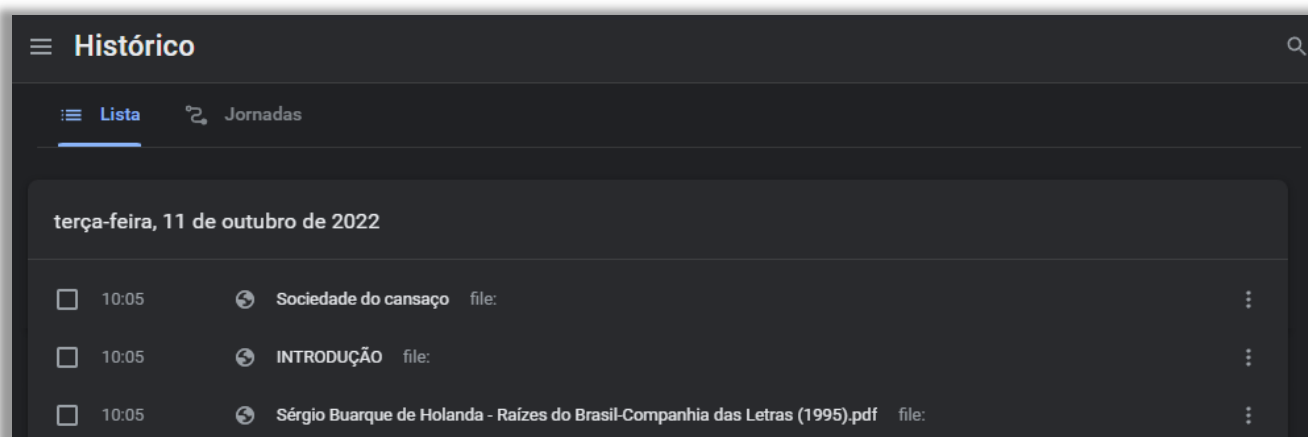 Histórico
Lista Jornadas
terça-feira, 11 de outubro de 2022
10:05 Sociedade do cansaço file:
10:05 INTRODUÇÃO file:
10:05 Sérgio Buarque de Holanda - Raízes do Brasil-Companhia das Letras (1995).pdf file: